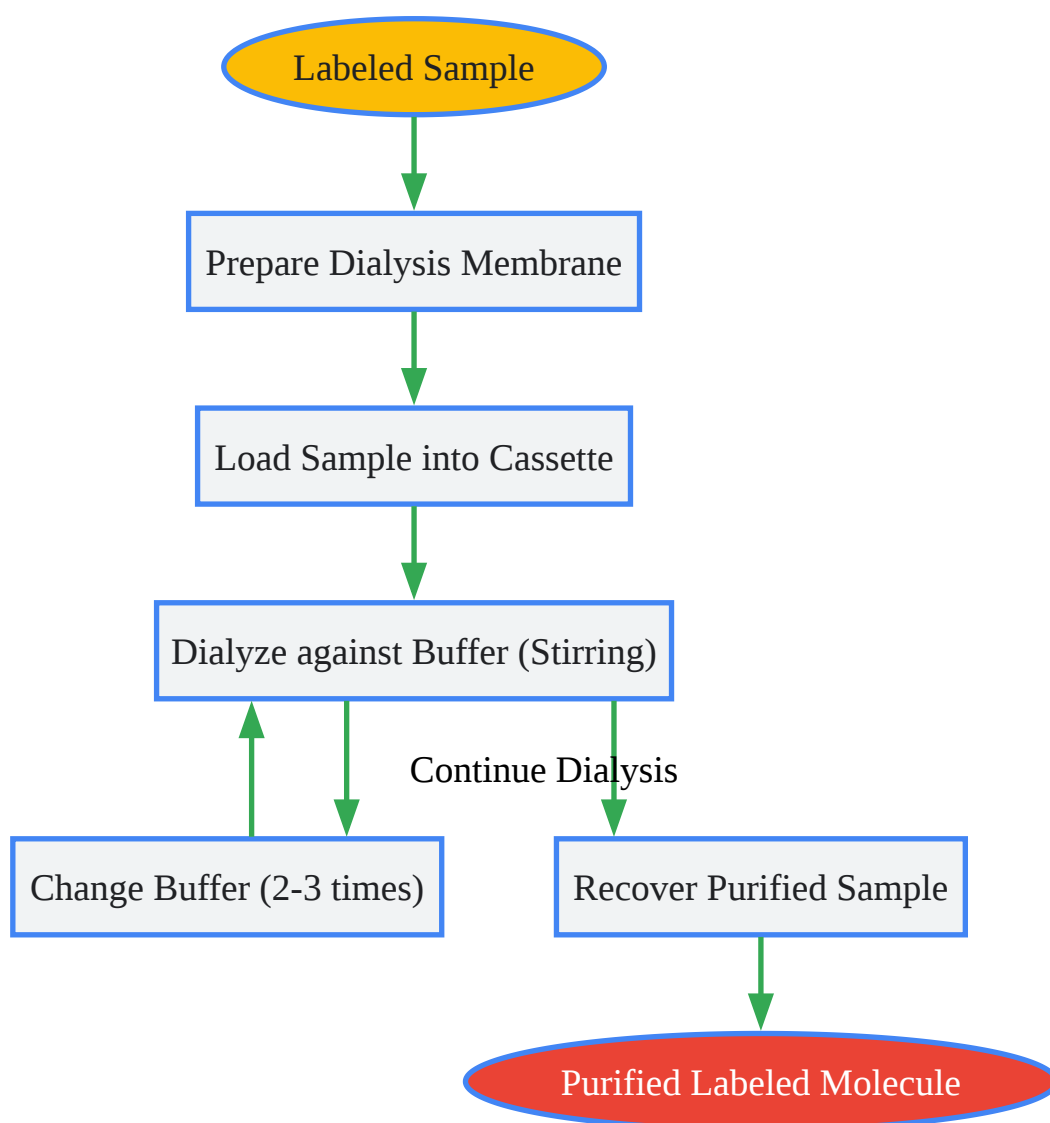 Labeled Sample
Prepare Dialysis Membrane
Load Sample into Cassette
Dialyze against Buffer (Stirring)
Continue Dialysis
Change Buffer (2-3 times)
Recover Purified Sample
Purified Labeled Molecule